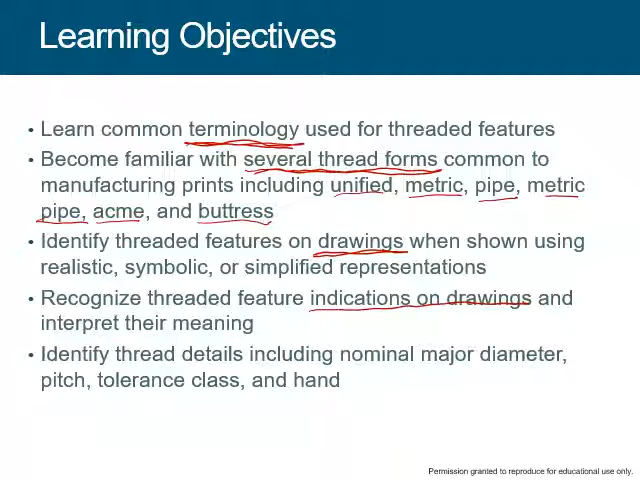 Learning Objectives
• Learn common terminology used for threaded features
• Become familiar with several thread forms common to
manufacturing prints including unified, metric, pipe, metric
pipe, acme, and buttress
• Identify threaded features on drawings when shown using
realistic, symbolic, or simplified representations
• Recognize threaded feature indications on drawings and
interpret their meaning
• Identify thread details including nominal major diameter,
pitch, tolerance class, and hand
Permission granted to reproduce for educational use only.